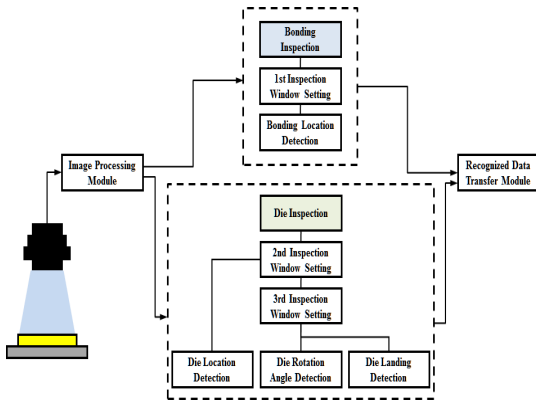 Bonding
Inspection
1st Inspection
Window Setting
Bonding Location
Detection
Image Processing
Module
Recognized Data
Transfer Module
Die Inspection
2nd Inspection
Window Setting
3rd Inspection
Window Setting
Die Location
Detection
Die Rotation
Angle Detection
Die Landing
Detection